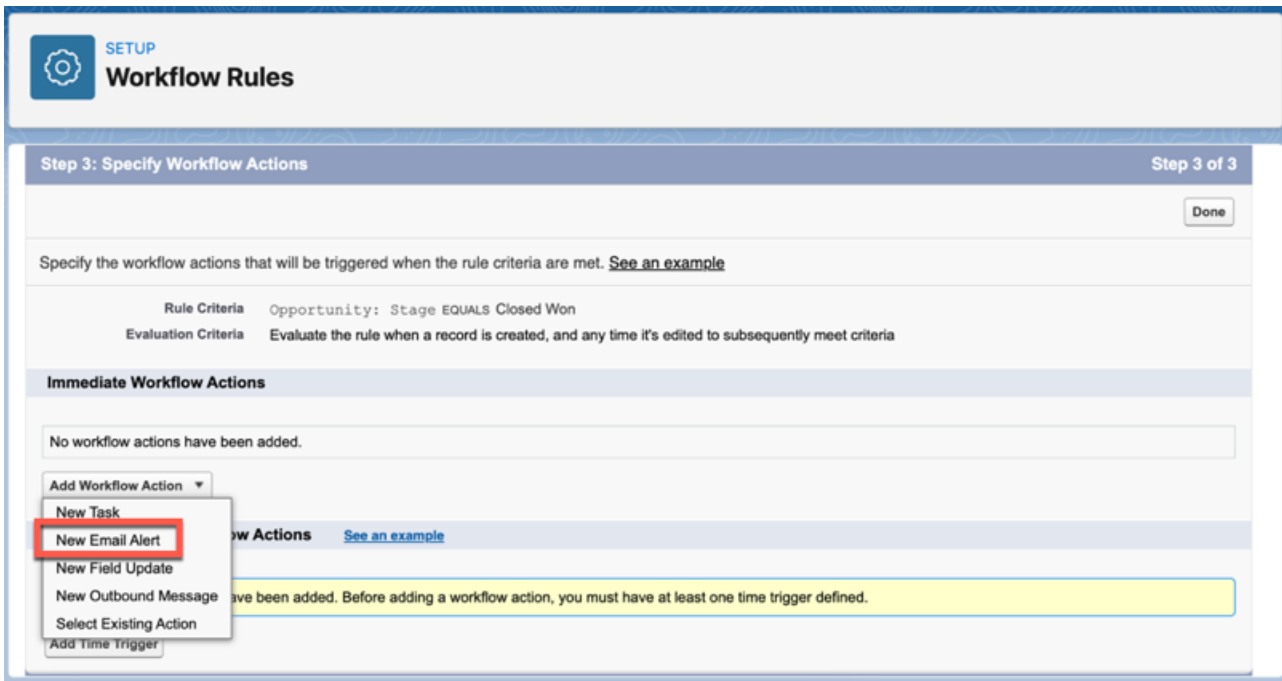 SETUP
Workflow Rules
Step 3: Specify Workflow Actions Step 3 of 3
Done
Specify the workflow actions that will be triggered when the rule criteria are met. See an example
Rule Criteria Opportunity: Stage EQUALS Closed Won
Evaluation Criteria Evaluate the rule when a record is created, and any time it's edited to subsequently meet criteria
Immediate Workflow Actions
No workflow actions have been added.
Add Workflow Action
New Task
New Email Alert
ow Actions See an example
New Field Update
New Outbound Message
ave been added. Before adding a workflow action, you must have at least one time trigger defined.
Select Existing Action
Add Time Trigger